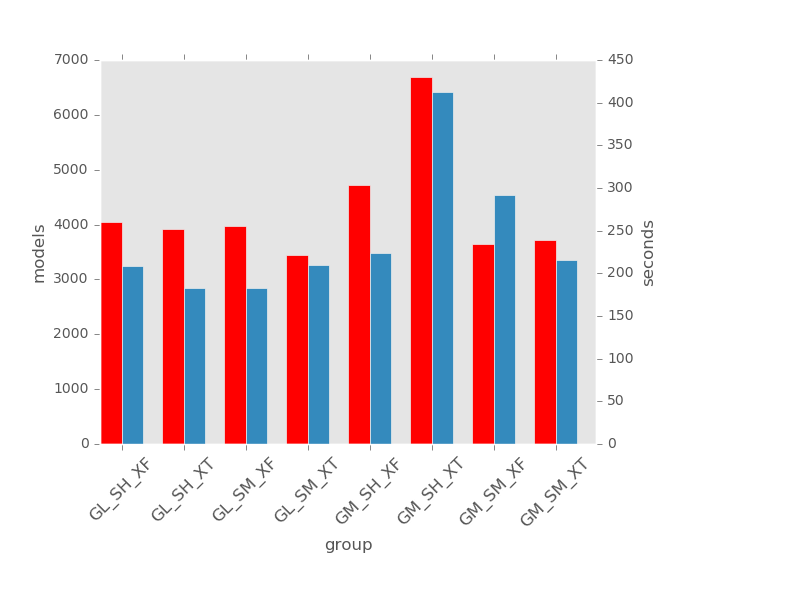 7000
6000
5000
4000
3000
2000
1000
0
models
450
400
350
300
250
200
150
100
50
0
seconds
GL_SH_XF
GL_SH_XT
GL_SM_XF
GL_SM_XT
GM_SH_XF
GM_SH_XT
GM_SM_XF
GM_SM_XT
group